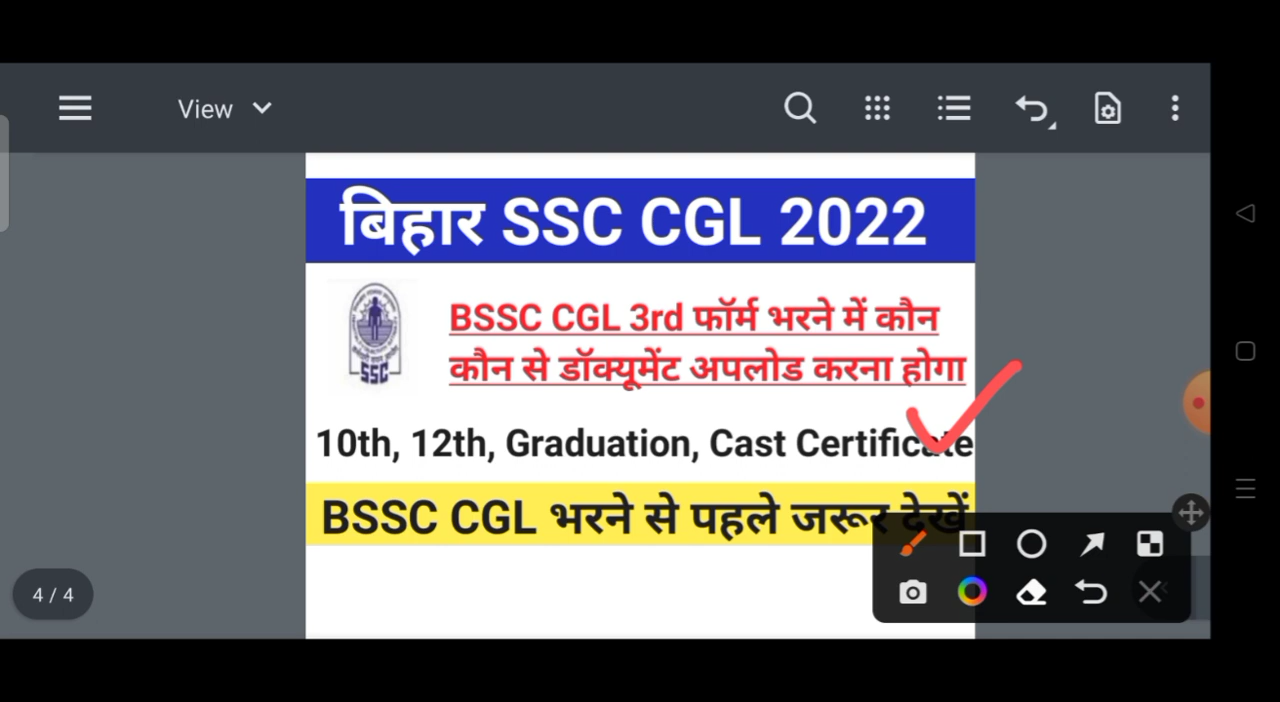 View
बिहार SSC CGL 2022
SSC
BSSC CGL 3rd फॉर्म भरने में कौन
कौन से डॉक्यूमेंट अपलोड करना होगा
10th, 12th, Graduation, Cast Certificate
BSSC CGL भरने से पहले जरूर देखें
4 / 4